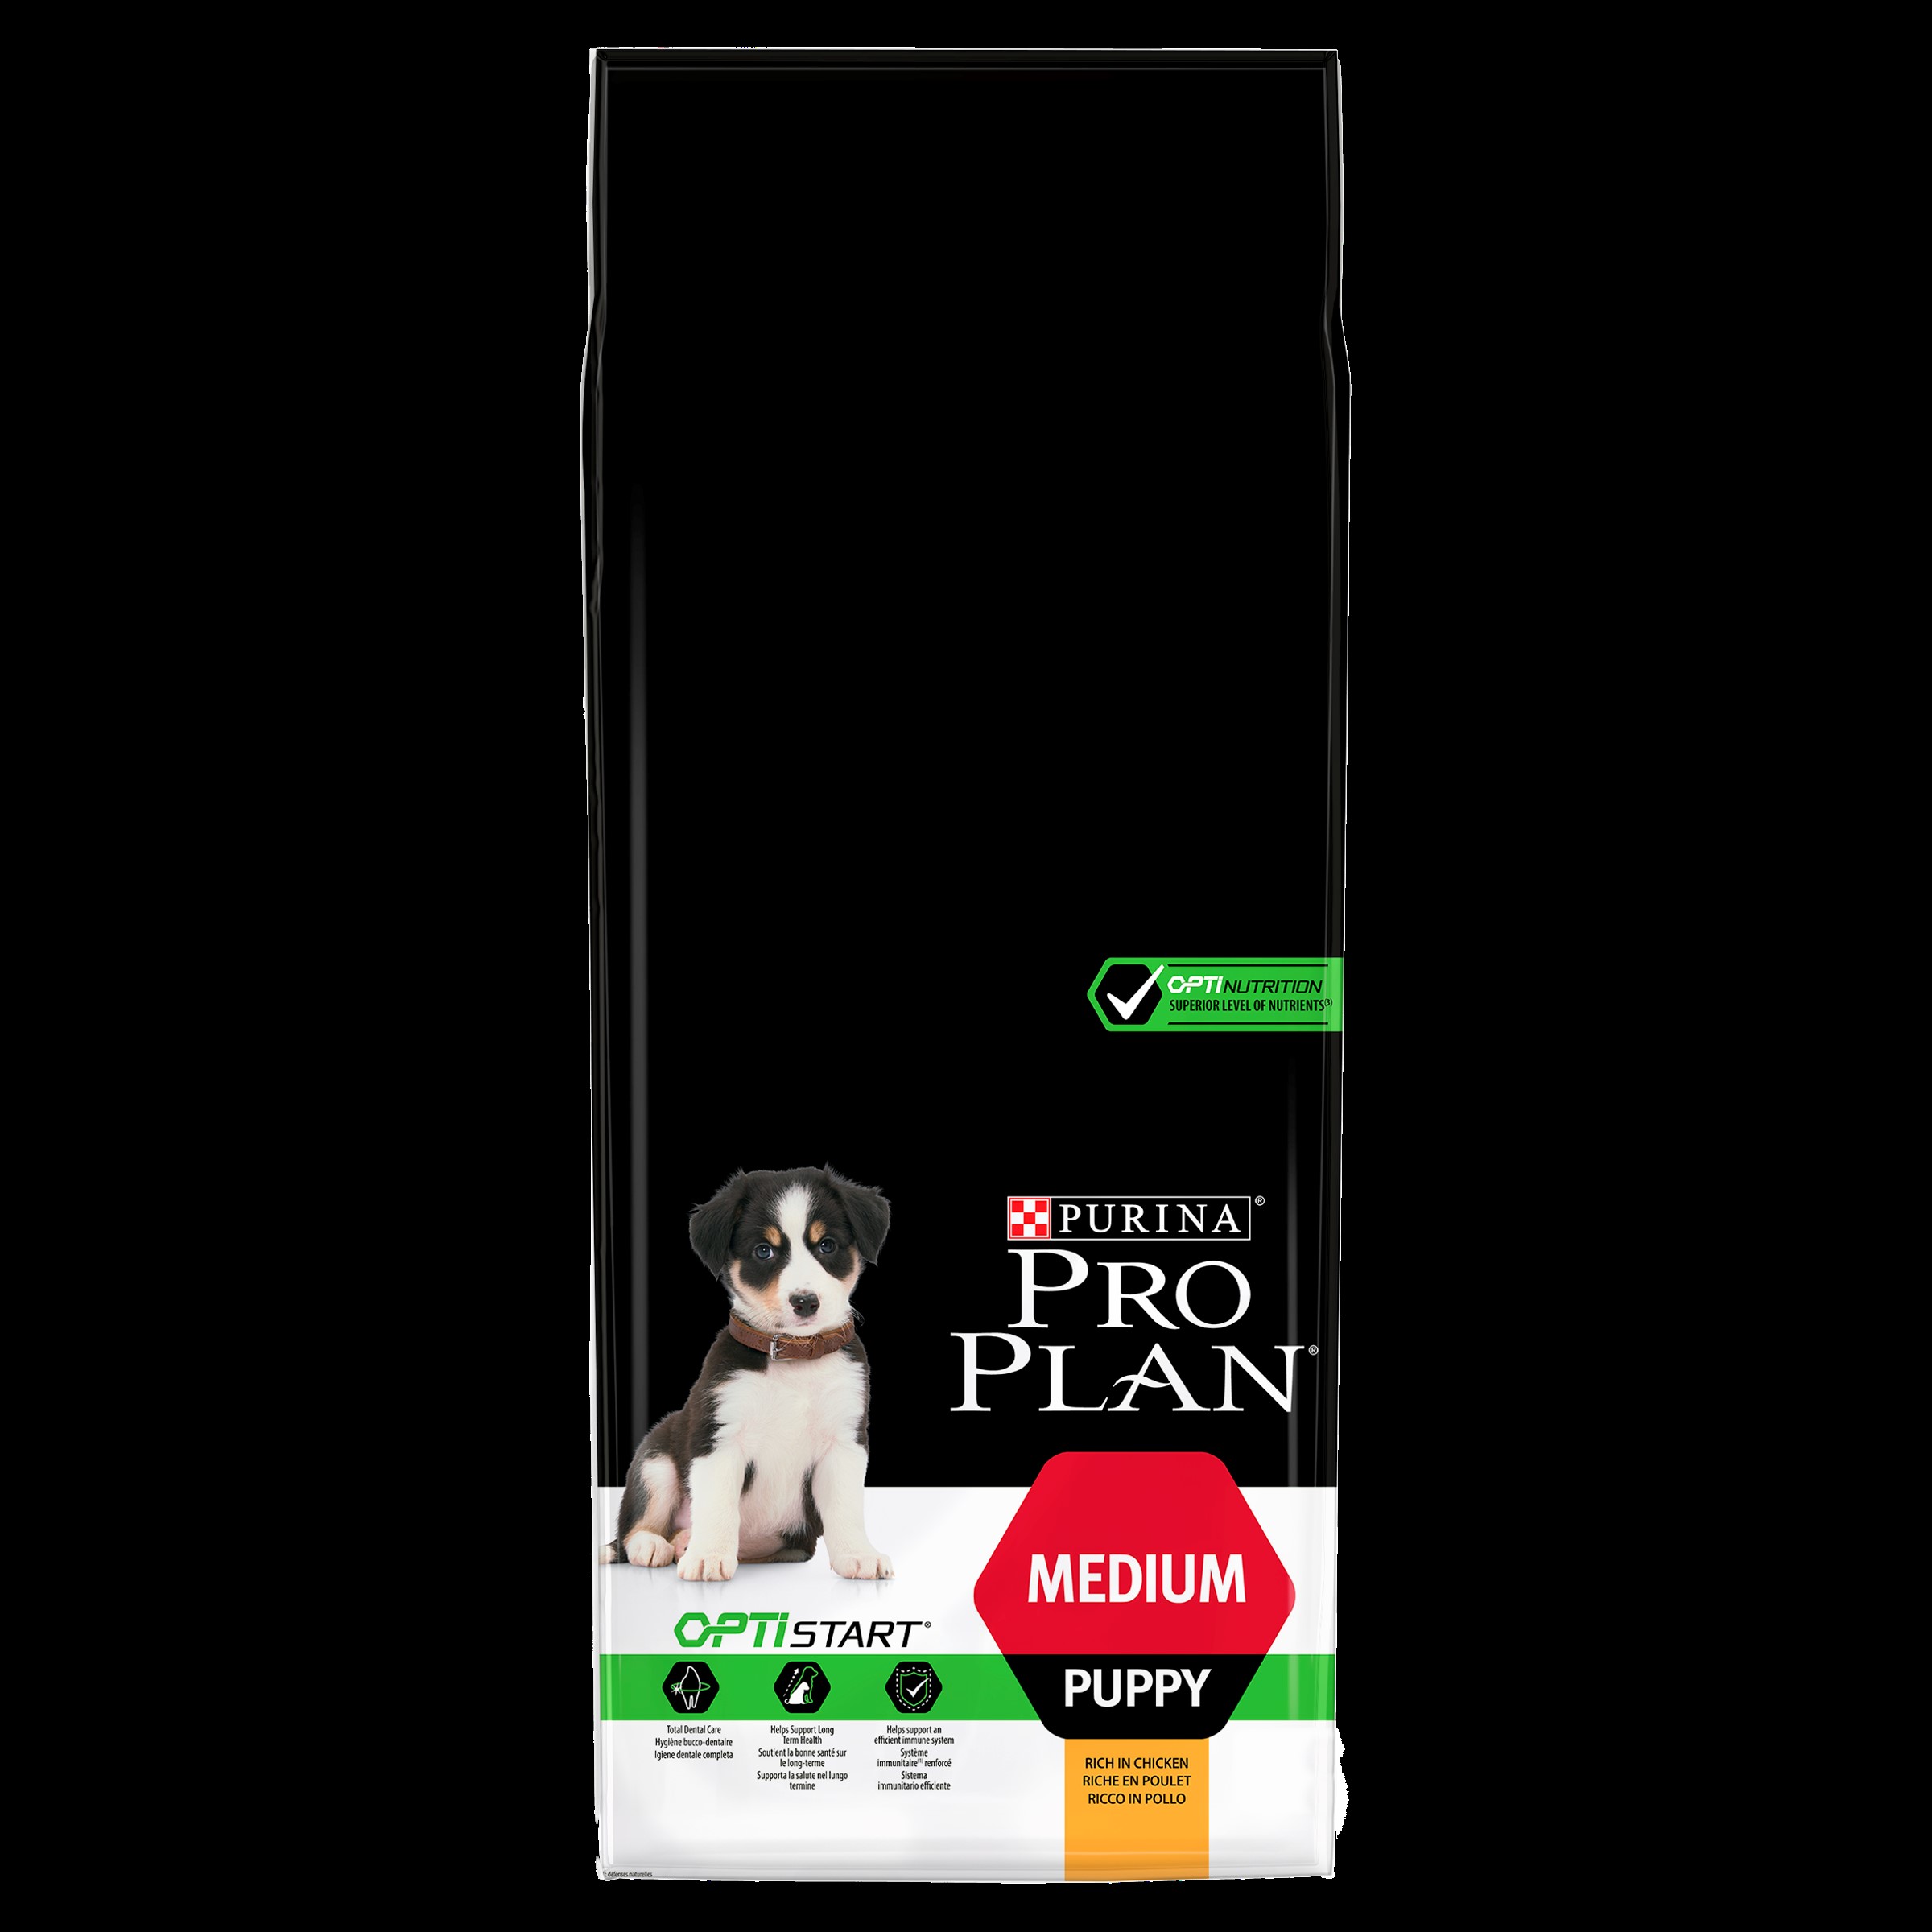 OPTINUTRITION
SUPERIOR LEVEL OF NUTRIENTS(3)
PURINA®
PRO
PLAN®
MEDIUM
PUPPY
OPTISTART®
Total Dental Care
Hygiène bucco-dentaire
Igiene dentale completa
Helps Support Long
Term Health
Soutient la bonne santé sur
le long-terme
Supporta la salute nel lungo
termine
Helps support an
efficient immune system
Système
immunitaire(1) renforcé
Sistema
immunitario efficiente
RICH IN CHICKEN
RICHE EN POULET
RICCO IN POLLO
défenses naturelles